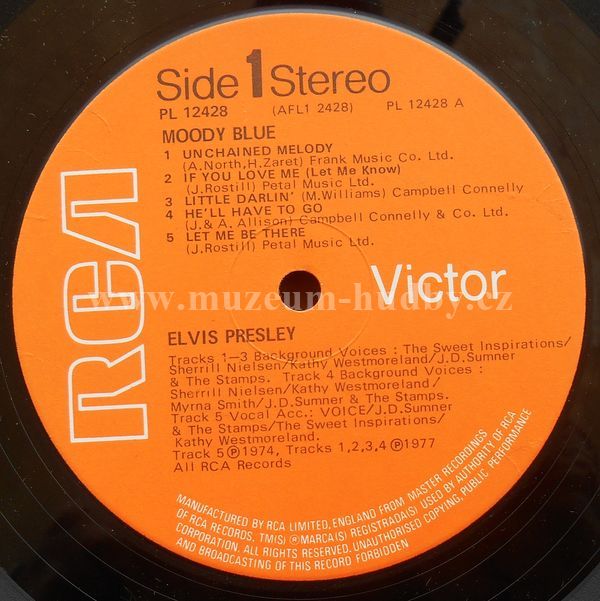 Side 1 Stereo
PL 12428 (AFL1 2428) PL 12428 A
MOODY BLUE
1 UNCHAINED MELODY
(A.North,H.Zaret) Frank Music Co. Ltd.
2 IF YOU LOVE ME (Let Me Know)
(J.Rostill) Petal Music Ltd.
3 LITTLE DARLIN' (M.Williams) Campbell Connelly
4 HE'LL HAVE TO GO
(J.& A. Allison) Campbell Connelly & Co. Ltd.
5 LET ME BE THERE
(J.Rostill) Petal Music Ltd.
RCA Victor
www.muzeum-hudby.cz
ELVIS PRESLEY
Tracks 1–3 Background Voices : The Sweet Inspirations/
Sherrill Nielsen/Kathy Westmoreland/J.D.Sumner
& The Stamps. Track 4 Background Voices :
Sherrill Nielsen/Kathy Westmoreland/
Myrna Smith/J.D.Sumner & The Stamps.
Track 5 Vocal Acc.: VOICE/J.D.Sumner
& The Stamps/The Sweet Inspirations/
Kathy Westmoreland.
Track 5 Ⓟ 1974, Tracks 1,2,3,4 Ⓟ 1977
All RCA Records
MANUFACTURED BY RCA LIMITED, ENGLAND FROM MASTER RECORDINGS
OF RCA RECORDS. TM(S) ® MARCA(S) REGISTRADA(S) USED BY AUTHORITY OF RCA
CORPORATION. ALL RIGHTS RESERVED. UNAUTHORISED COPYING, PUBLIC PERFORMANCE
AND BROADCASTING OF THIS RECORD FORBIDDEN